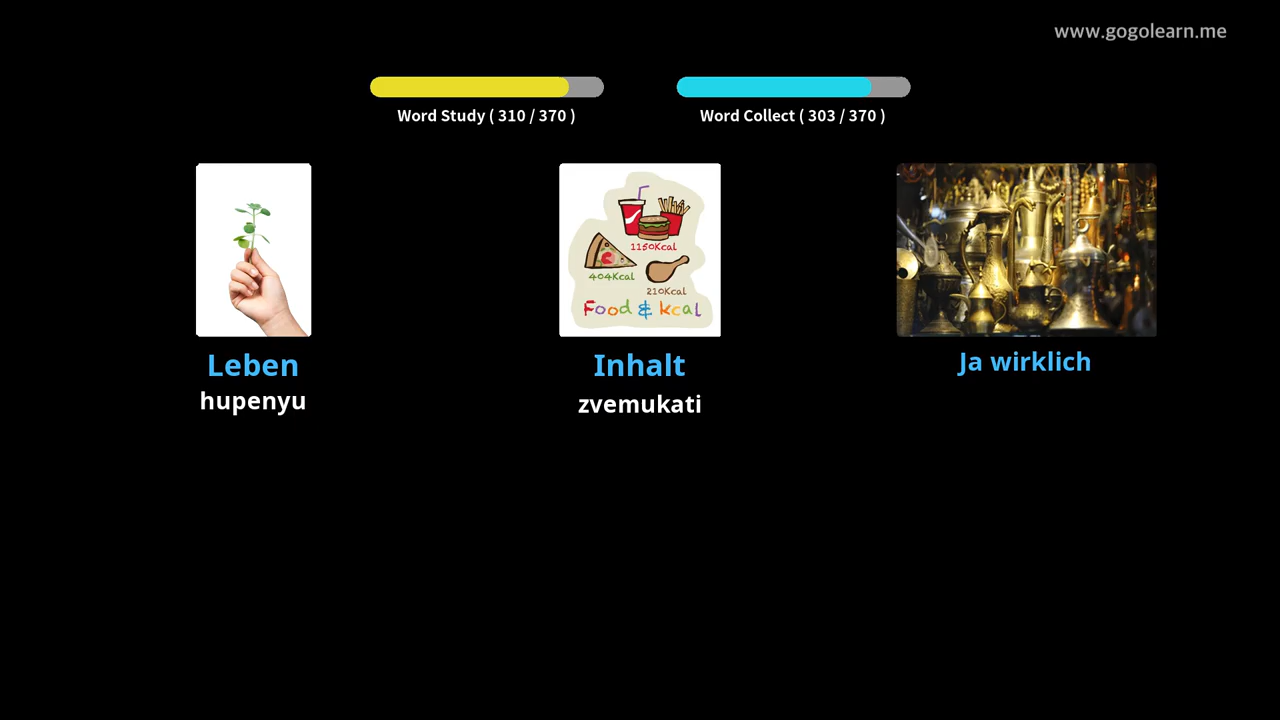 www.gogolearn.me
Word Study ( 310 / 370 )
Word Collect ( 303 / 370 )
1150Kcal
404Kcal
210Kcal
Food & kcal
Leben
hupenyu
Inhalt
zvemukati
Ja wirklich